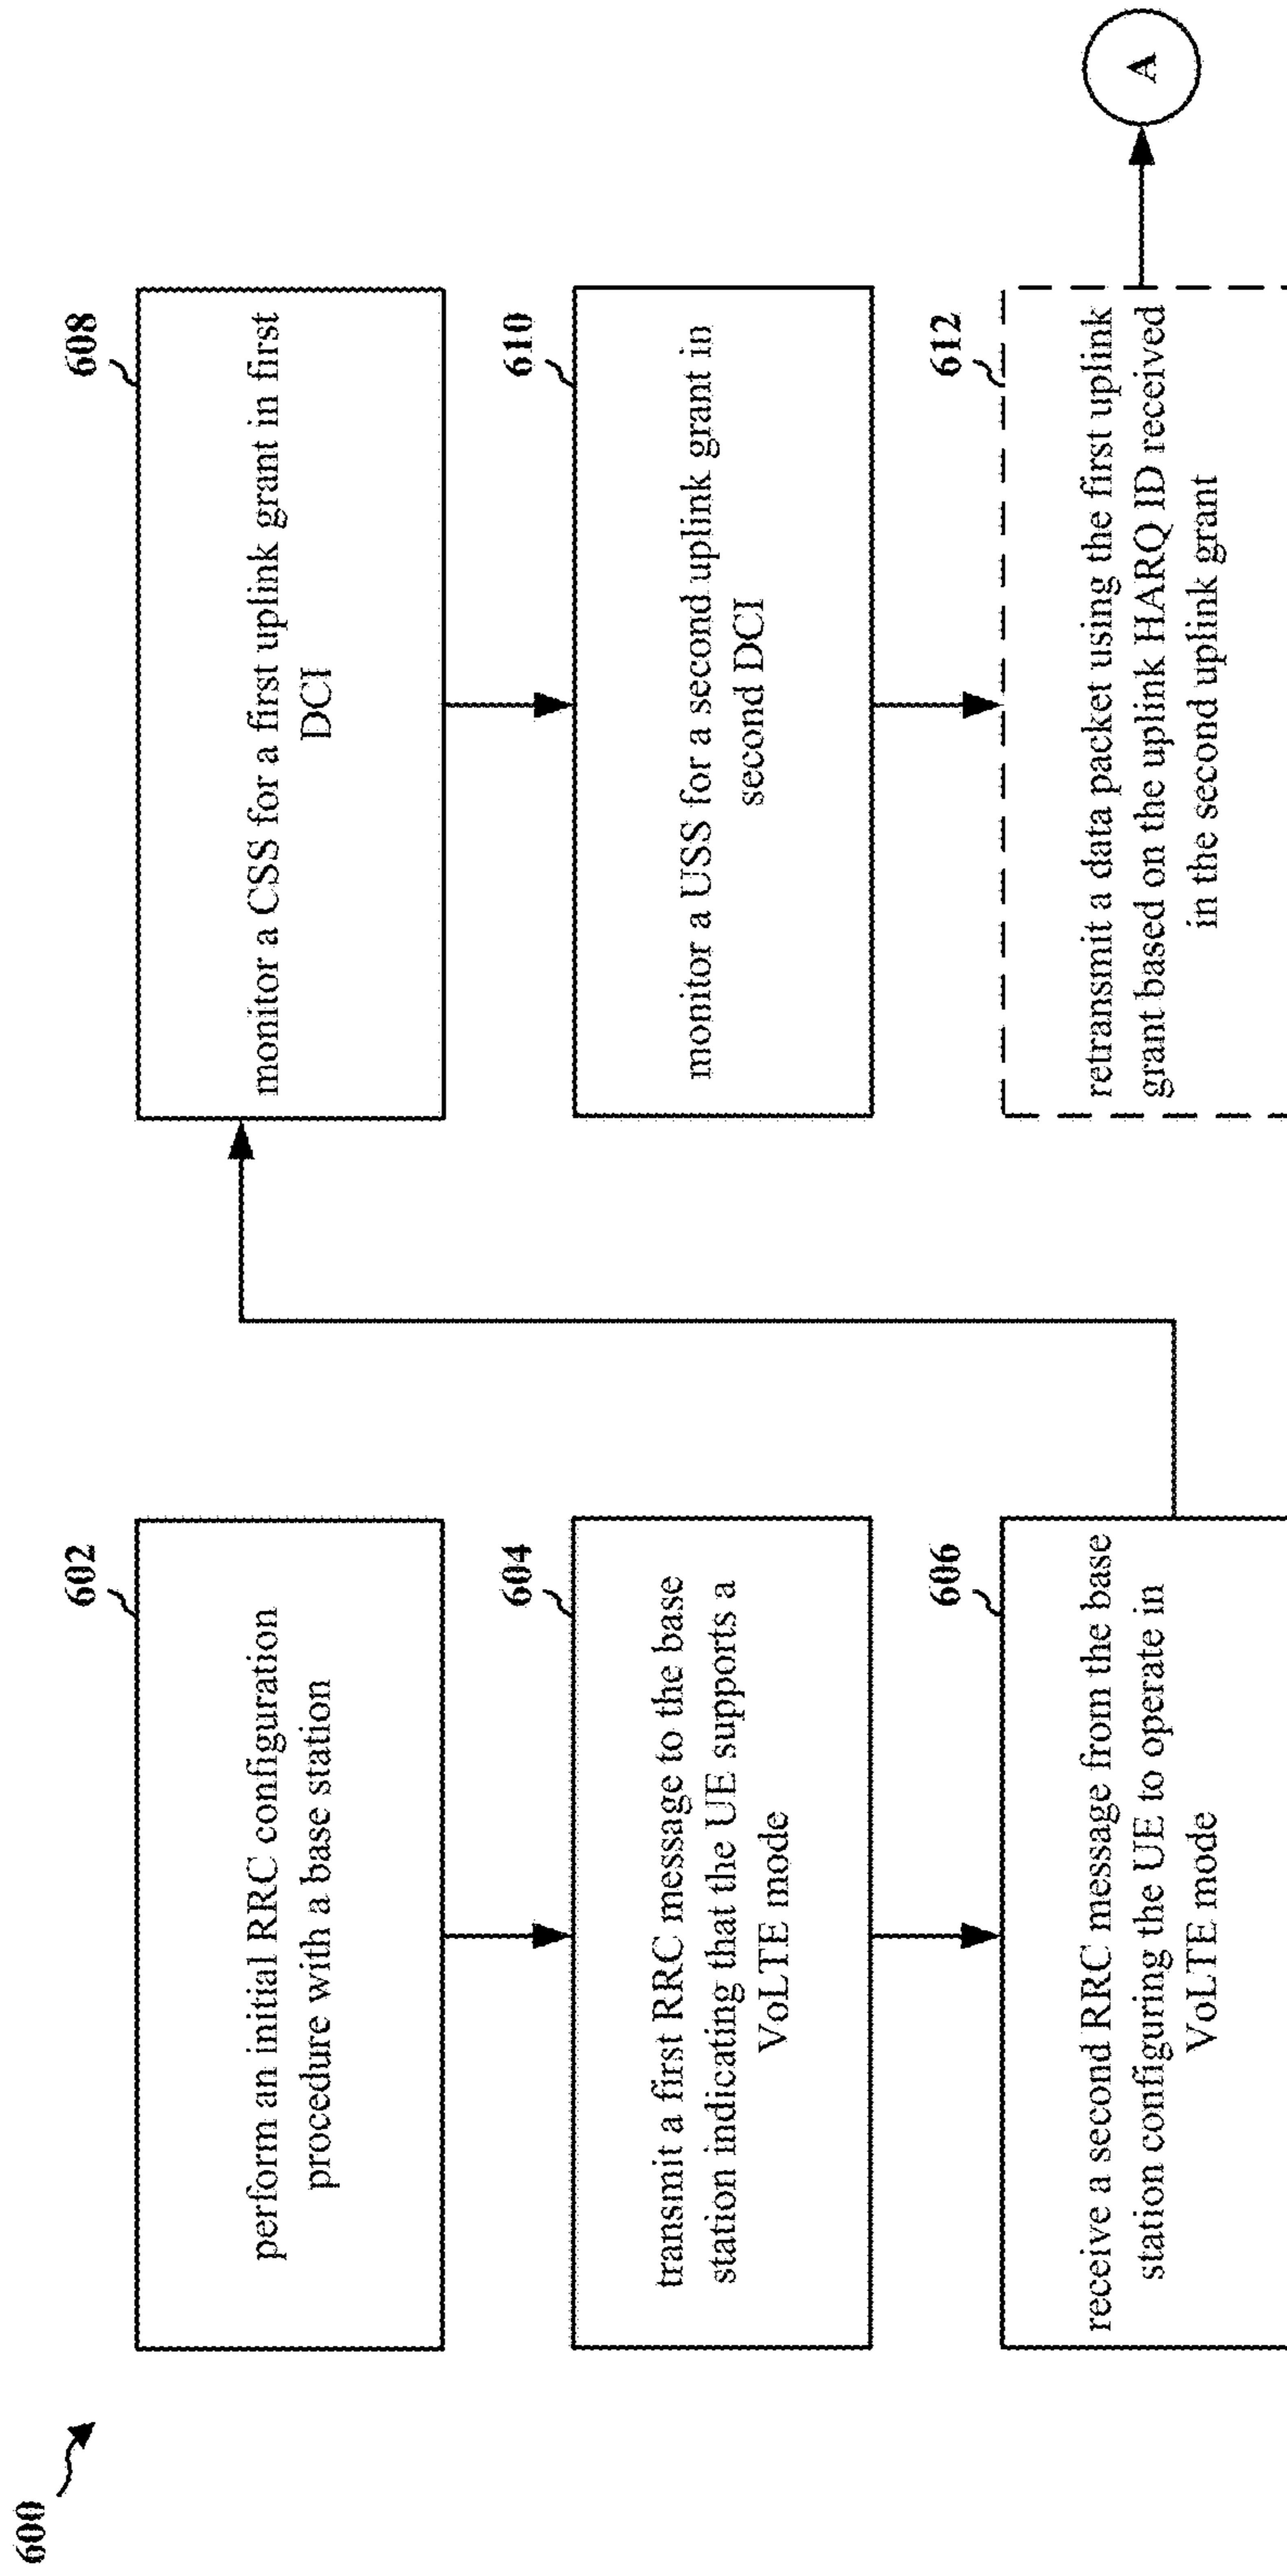 600
602
perform an initial RRC configuration
procedure with a base station
604
transmit a first RRC message to the base
station indicating that the UE supports a
VoLTE mode
606
receive a second RRC message from the base
station configuring the UE to operate in
VoLTE mode
608
monitor a CSS for a first uplink grant in first
DCI
610
monitor a USS for a second uplink grant in
second DCI
612
retransmit a data packet using the first uplink
grant based on the uplink HARQ ID received
in the second uplink grant
A